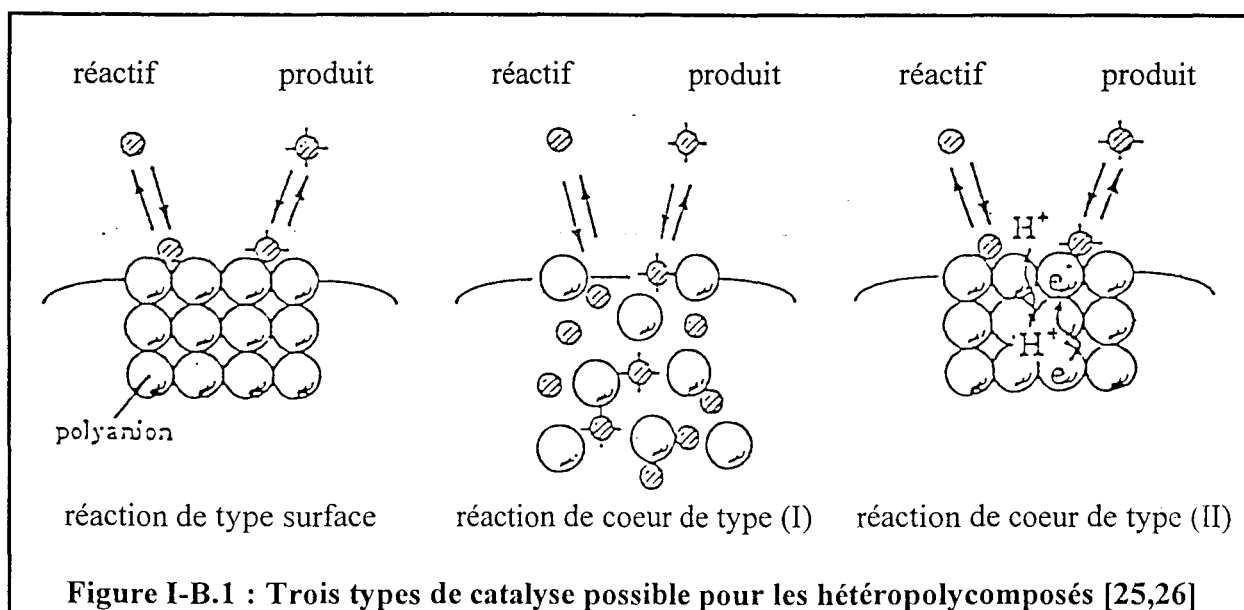 réactif produit réactif produit réactif produit
H⁺
e⁻
H⁺
e⁻
polyanion
réaction de type surface réaction de coeur de type (I) réaction de coeur de type (II)
Figure I-B.1 : Trois types de catalyse possible pour les hétéropolycomposés [25,26]